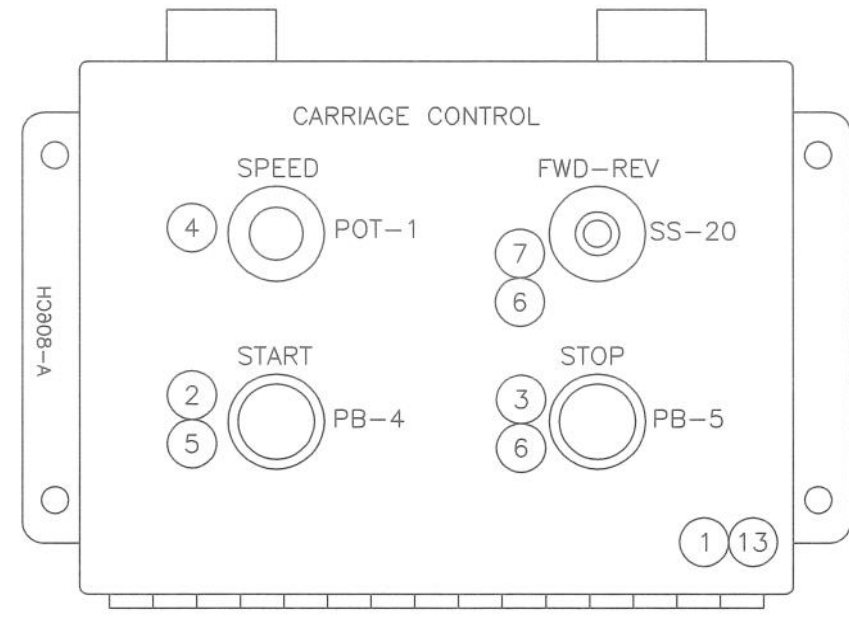 CARRIAGE CONTROL
SPEED
FWD-REV
4
POT-1
7
SS-20
6
HC3608-A
START
STOP
2
PB-4
3
PB-5
5
6
1
13